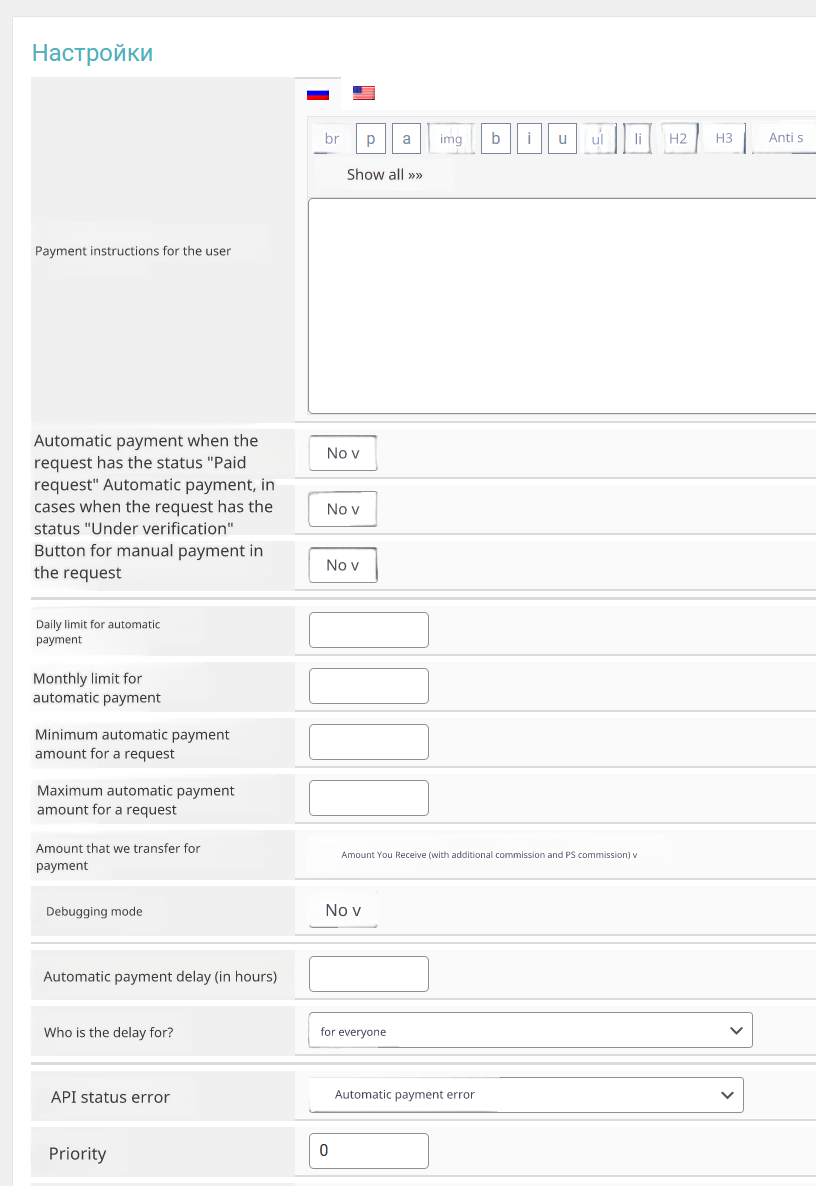 Настройки
br p a img b i u ul li H2 H3 Anti s
Show all »»
Payment instructions for the user
Automatic payment when the
request has the status "Paid
request" Automatic payment, in
cases when the request has the
status "Under verification"
Button for manual payment in
the request
No v
No v
No v
Daily limit for automatic
payment
Monthly limit for
automatic payment
Minimum automatic payment
amount for a request
Maximum automatic payment
amount for a request
Amount that we transfer for
payment
Amount You Receive (with additional commission and PS commission) v
Debugging mode
No v
Automatic payment delay (in hours)
Who is the delay for?
for everyone
API status error
Automatic payment error
Priority
0